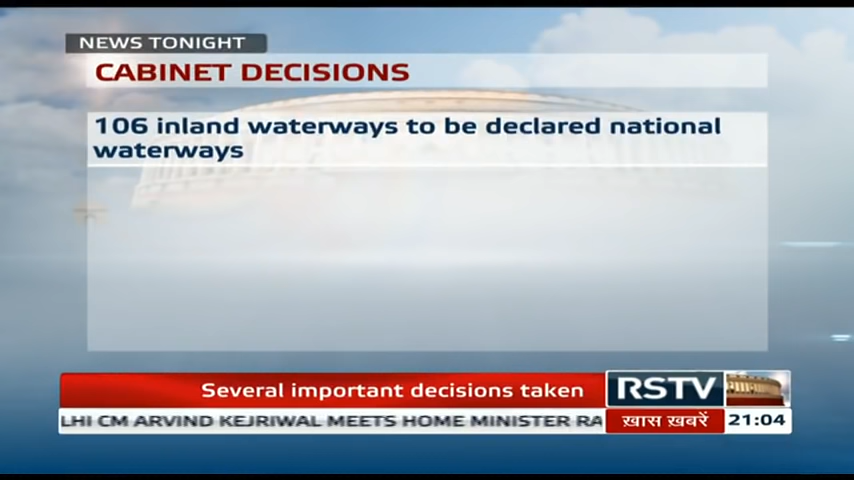 NEWS TONIGHT
CABINET DECISIONS
106 inland waterways to be declared national
waterways
Several important decisions taken
RSTV
LHI CM ARVIND KEJRIWAL MEETS HOME MINISTER RA
ख़ास ख़बरें
21:04